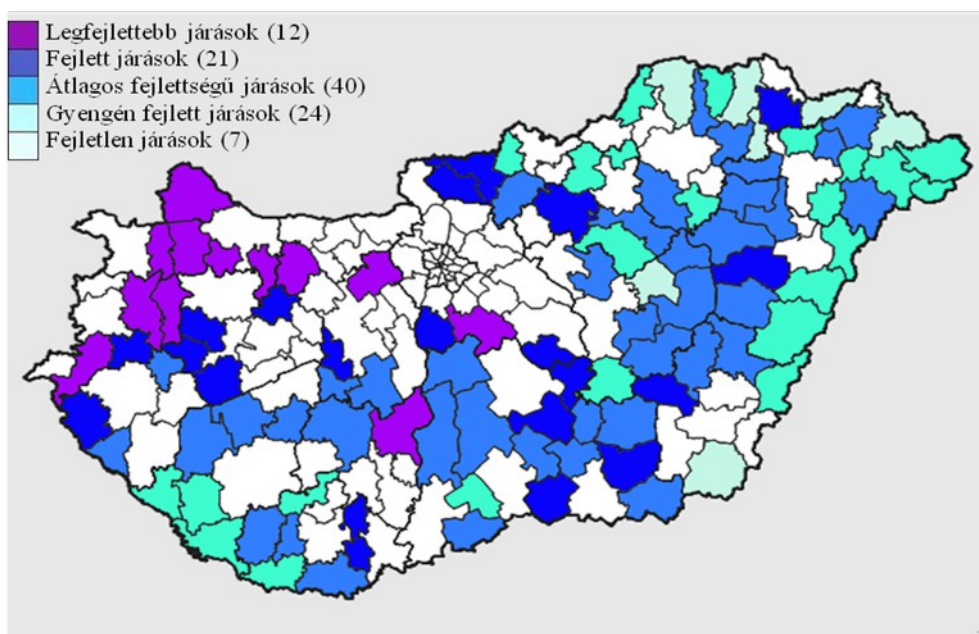 Legfejlettebb járások (12)
Fejlett járások (21)
Átlagos fejlettségű járások (40)
Gyengén fejlett járások (24)
Fejletlen járások (7)